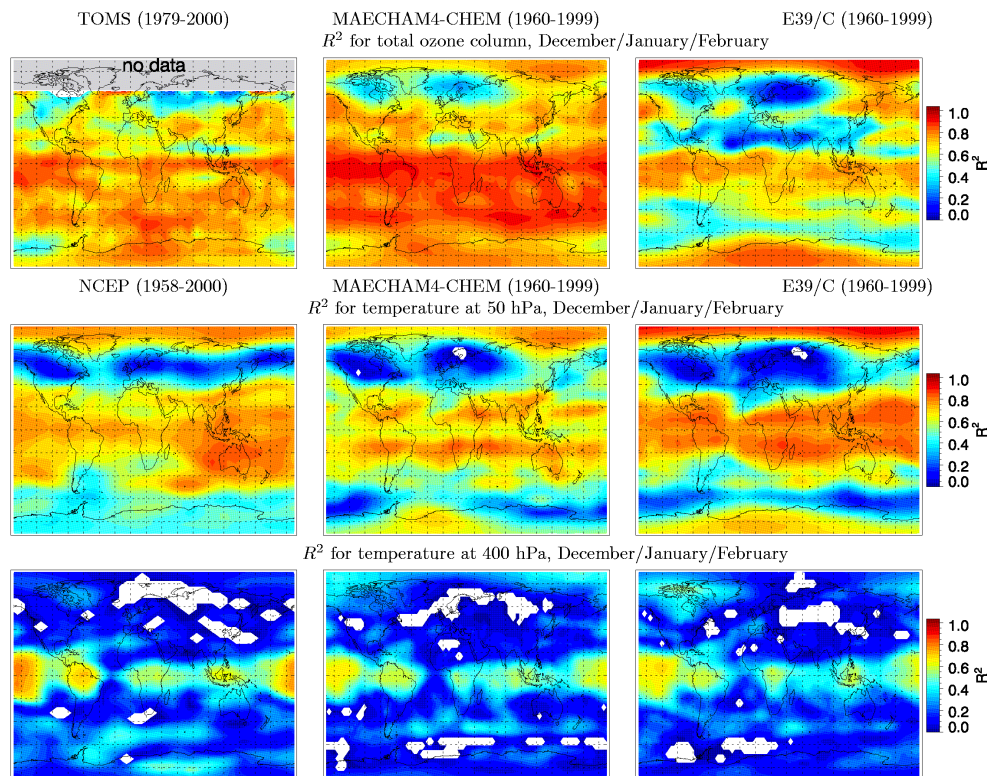 TOMS (1979-2000) MAECHAM4-CHEM (1960-1999) E39/C (1960-1999)
R² for total ozone column, December/January/February
no data
1.0
0.8
0.6
0.4
0.2
0.0
R²
NCEP (1958-2000) MAECHAM4-CHEM (1960-1999) E39/C (1960-1999)
R² for temperature at 50 hPa, December/January/February
1.0
0.8
0.6
0.4
0.2
0.0
R²
R² for temperature at 400 hPa, December/January/February
1.0
0.8
0.6
0.4
0.2
0.0
R²